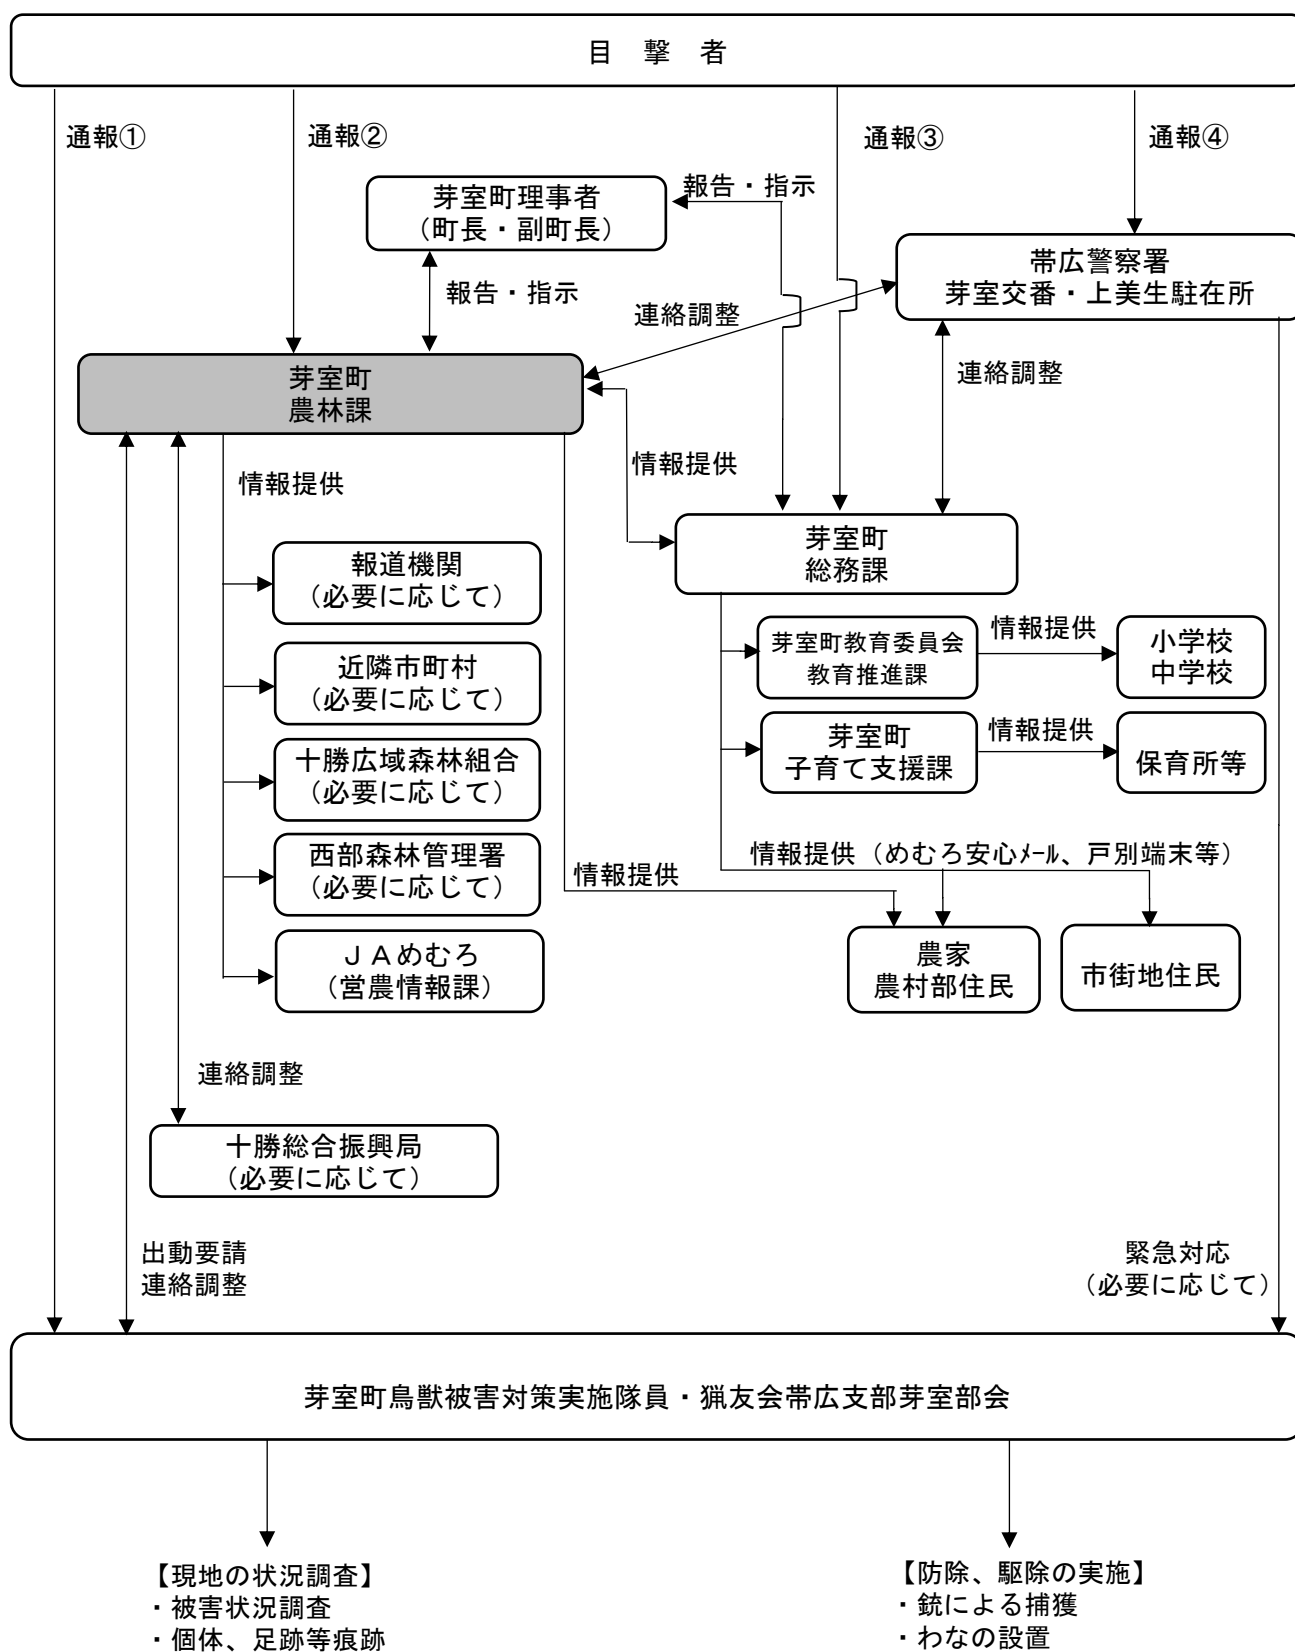 目 撃 者
通報①
通報②
通報③
通報④
報告・指示
芽室町理事者
（町長・副町長）
帯広警察署
芽室交番・上美生駐在所
報告・指示
連絡調整
連絡調整
芽室町
農林課
情報提供
情報提供
芽室町
総務課
報道機関
（必要に応じて）
芽室町教育委員会
教育推進課
情報提供
小学校
中学校
近隣市町村
（必要に応じて）
芽室町
子育て支援課
情報提供
保育所等
十勝広域森林組合
（必要に応じて）
西部森林管理署
（必要に応じて）
情報提供
情報提供（めむろ安心ﾒｰﾙ、戸別端末等）
ＪＡめむろ
（営農情報課）
農家
農村部住民
市街地住民
連絡調整
十勝総合振興局
（必要に応じて）
出動要請
連絡調整
緊急対応
（必要に応じて）
芽室町鳥獣被害対策実施隊員・猟友会帯広支部芽室部会
【現地の状況調査】
・被害状況調査
・個体、足跡等痕跡
【防除、駆除の実施】
・銃による捕獲
・わなの設置